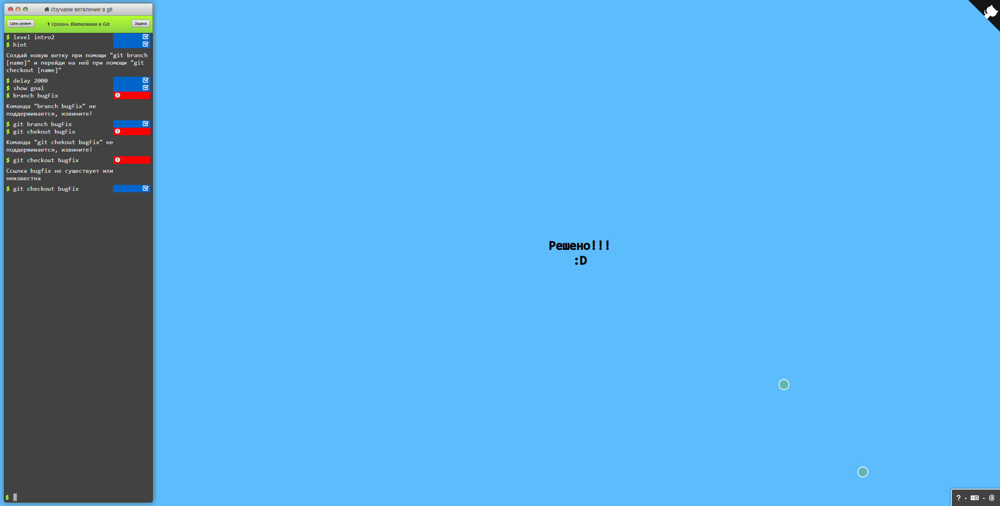 Изучаем ветвление в git
Цель уровня
Уровень Ветвление в Git
Задача
$ level intro2
$ hint
Создай новую ветку при помощи "git branch
[name]" и перейди на неё при помощи "git
checkout [name]"
$ delay 2000
$ show goal
$ branch bugFix
Команда "branch bugFix" не
поддерживается, извините!
$ git branch bugFix
$ git chekout bugFix
Команда "git chekout bugFix" не
поддерживается, извините!
$ git checkout bugfix
Ссылка bugfix не существует или
неизвестна
$ git checkout bugFix
Решено!!!
:D
$
?